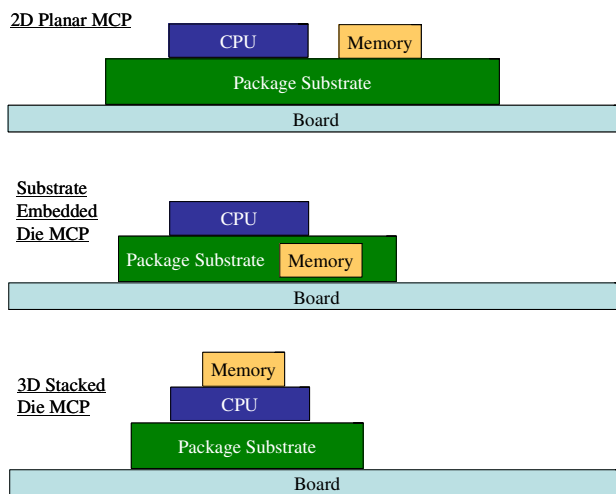 2D Planar MCP
CPU
Memory
Package Substrate
Board
Substrate
Embedded
Die MCP
CPU
Package Substrate
Memory
Board
3D Stacked
Die MCP
Memory
CPU
Package Substrate
Board